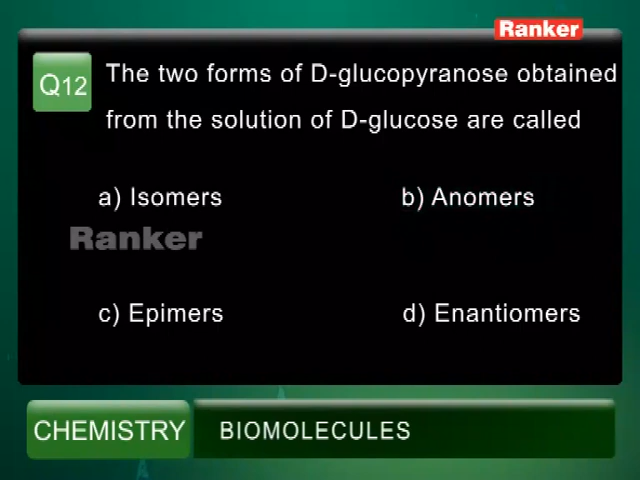 Ranker
Q12
The two forms of D-glucopyranose obtained
from the solution of D-glucose are called
a) Isomers
b) Anomers
Ranker
c) Epimers
d) Enantiomers
CHEMISTRY
BIOMOLECULES